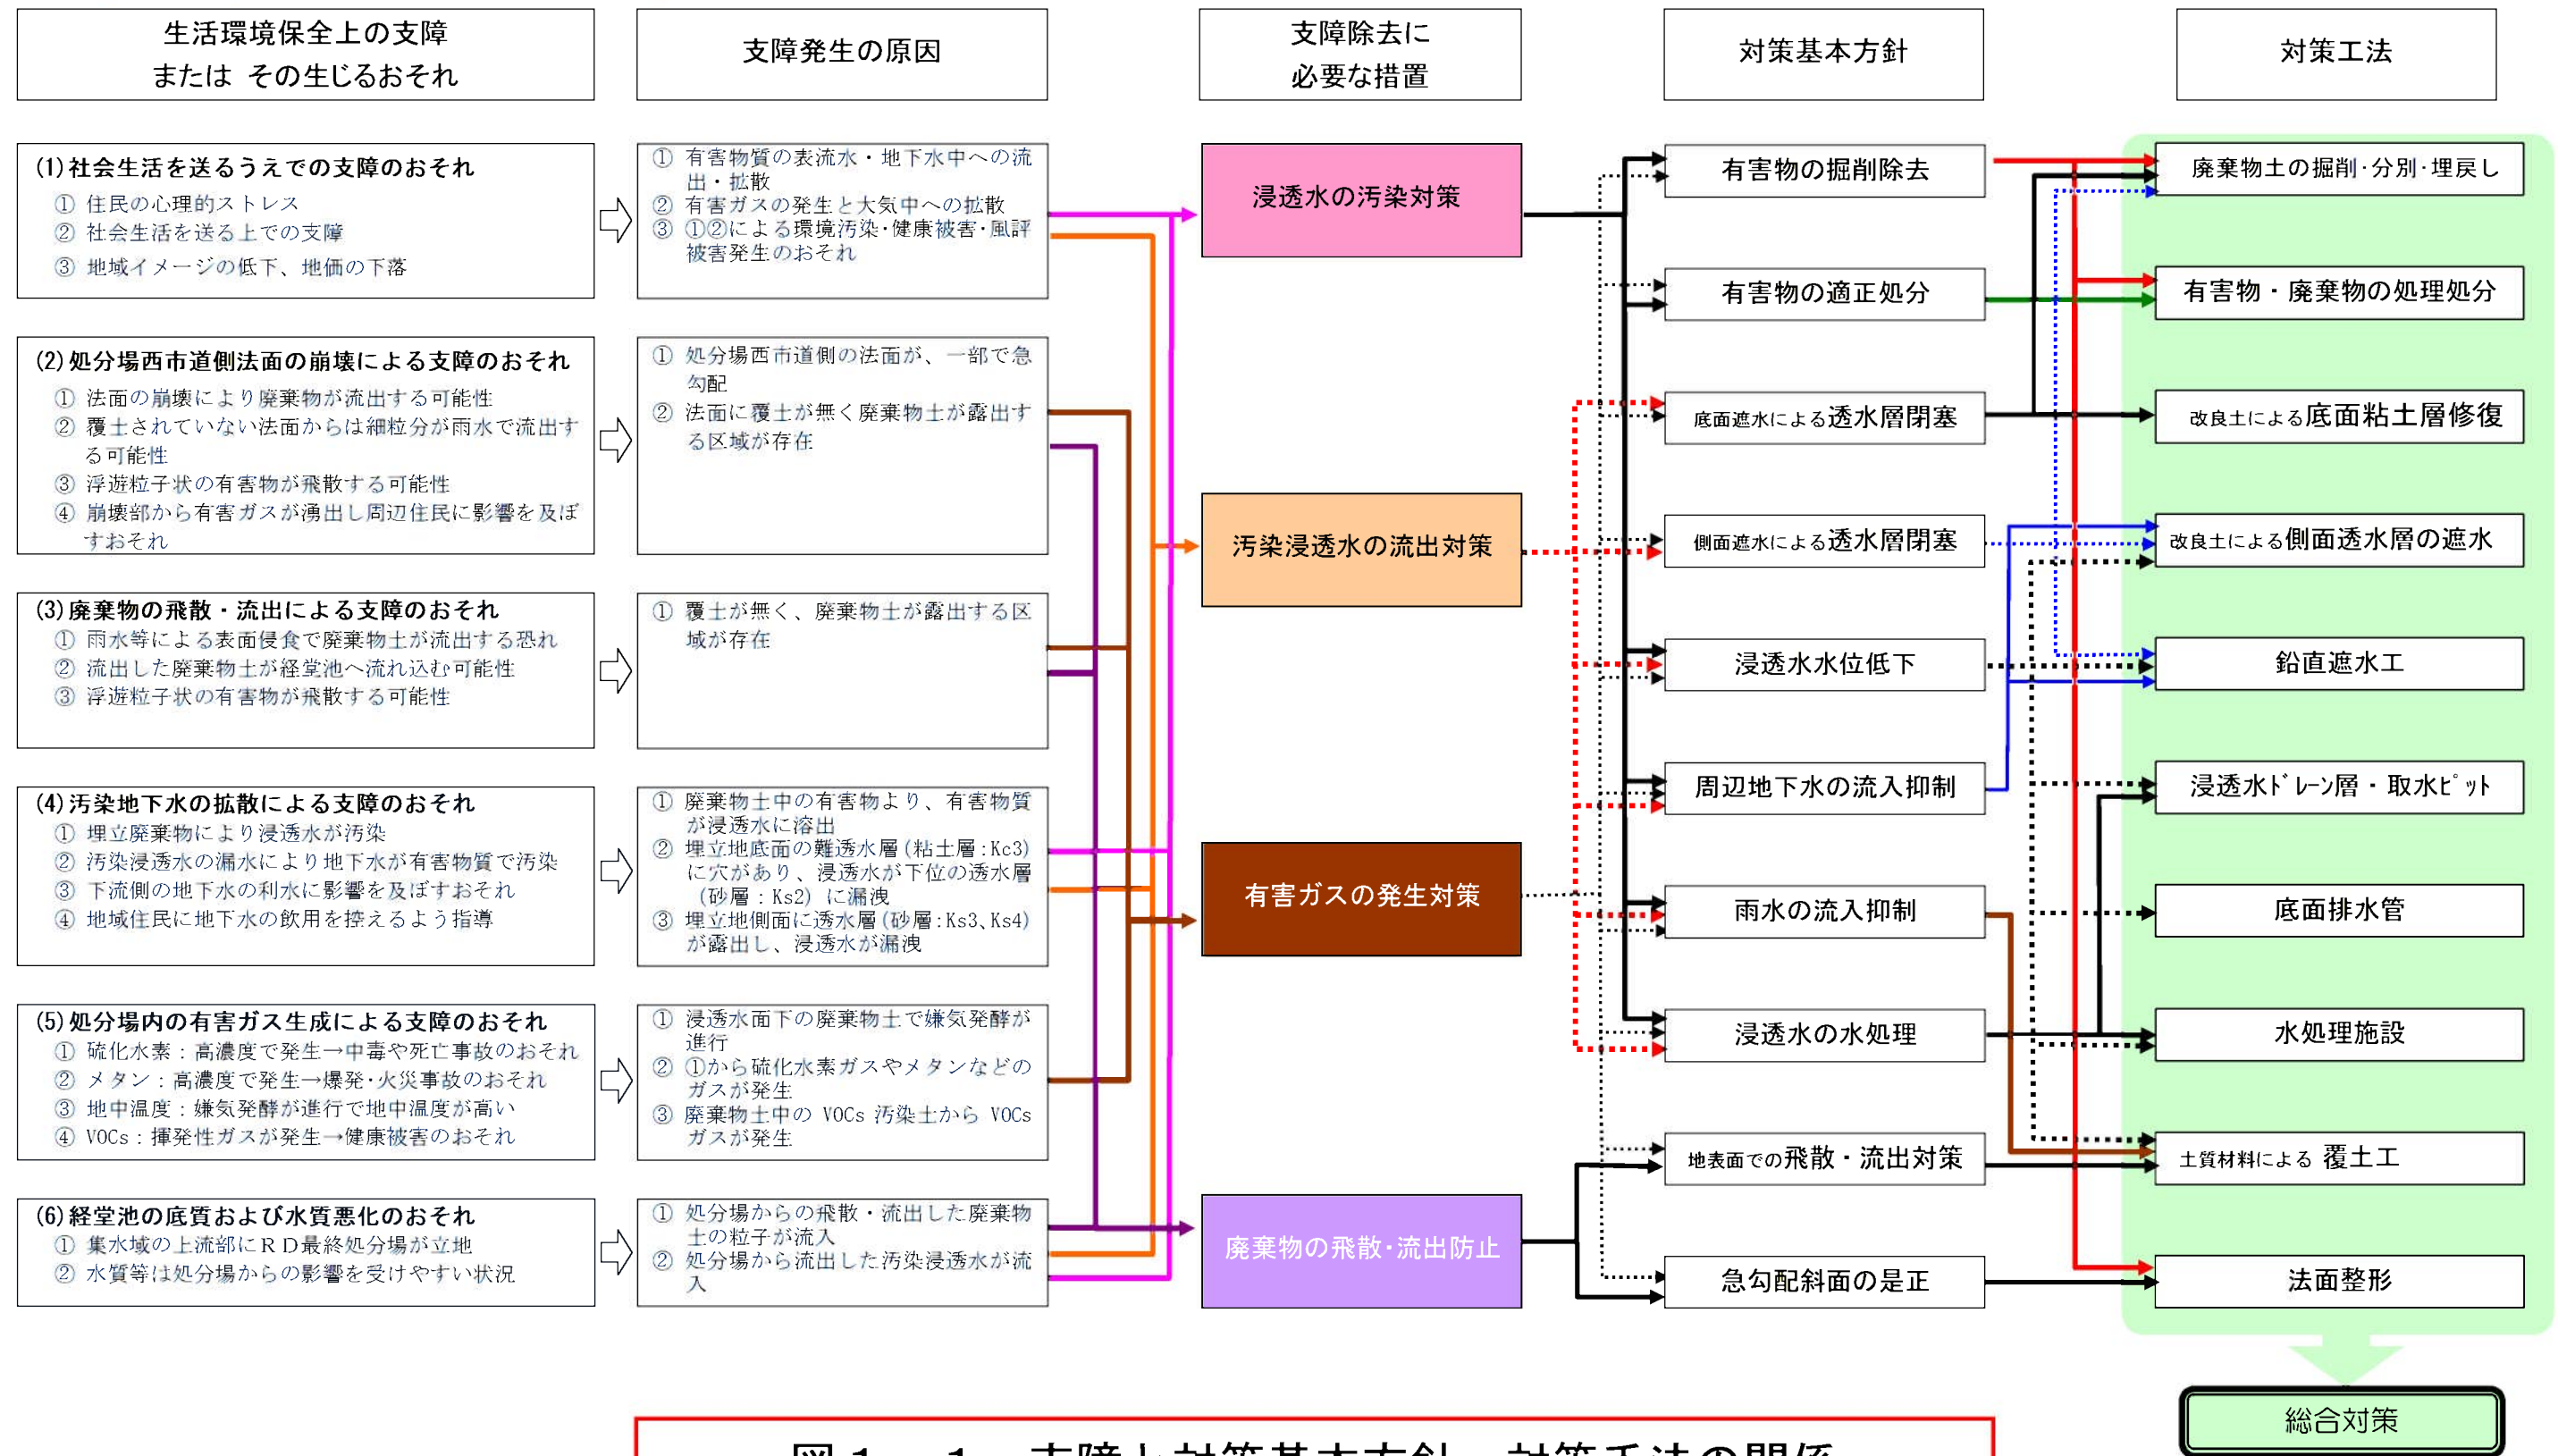 生活環境保全上の支障
または その生じるおそれ
支障発生の原因
支障除去に
必要な措置
対策基本方針
対策工法
(1)社会生活を送るうえでの支障のおそれ
① 住民の心理的ストレス
② 社会生活を送る上での支障
③ 地域イメージの低下、地価の下落
① 有害物質の表流水・地下水中への流
出・拡散
② 有害ガスの発生と大気中への拡散
③ ①②による環境汚染・健康被害・風評
被害発生のおそれ
(2)処分場西市道側法面の崩壊による支障のおそれ
① 法面の崩壊により廃棄物が流出する可能性
② 覆土されていない法面からは細粒分が雨水で流出す
る可能性
③ 浮遊粒子状の有害物が飛散する可能性
④ 崩壊部から有害ガスが湧出し周辺住民に影響を及ぼ
すおそれ
① 処分場西市道側の法面が、一部で急
勾配
② 法面に覆土が無く廃棄物土が露出す
る区域が存在
(3)廃棄物の飛散・流出による支障のおそれ
① 雨水等による表面侵食で廃棄物土が流出する恐れ
② 流出した廃棄物土が経堂池へ流れ込む可能性
③ 浮遊粒子状の有害物が飛散する可能性
① 覆土が無く、廃棄物土が露出する区
域が存在
(4)汚染地下水の拡散による支障のおそれ
① 埋立廃棄物により浸透水が汚染
② 汚染浸透水の漏水により地下水が有害物質で汚染
③ 下流側の地下水の利水に影響を及ぼすおそれ
④ 地域住民に地下水の飲用を控えるよう指導
① 廃棄物土中の有害物より、有害物質
が浸透水に溶出
② 埋立地底面の難透水層(粘土層:Kc3)
に穴があり、浸透水が下位の透水層
(砂層：Ks2) に漏洩
③ 埋立地側面に透水層(砂層:Ks3、Ks4)
が露出し、浸透水が漏洩
(5)処分場内の有害ガス生成による支障のおそれ
① 硫化水素：高濃度で発生→中毒や死亡事故のおそれ
② メタン：高濃度で発生→爆発・火災事故のおそれ
③ 地中温度：嫌気発酵が進行で地中温度が高い
④ VOCs：揮発性ガスが発生→健康被害のおそれ
① 浸透水面下の廃棄物土で嫌気発酵が
進行
② ①から硫化水素ガスやメタンなどの
ガスが発生
③ 廃棄物土中の VOCs 汚染土から VOCs
ガスが発生
(6)経堂池の底質および水質悪化のおそれ
① 集水域の上流部にＲＤ最終処分場が立地
② 水質等は処分場からの影響を受けやすい状況
① 処分場からの飛散・流出した廃棄物
土の粒子が流入
② 処分場から流出した汚染浸透水が流
入
浸透水の汚染対策
汚染浸透水の流出対策
有害ガスの発生対策
廃棄物の飛散・流出防止
有害物の掘削除去
有害物の適正処分
底面遮水による透水層閉塞
側面遮水による透水層閉塞
浸透水水位低下
周辺地下水の流入抑制
雨水の流入抑制
浸透水の水処理
地表面での飛散・流出対策
急勾配斜面の是正
廃棄物土の掘削・分別・埋戻し
有害物・廃棄物の処理処分
改良土による底面粘土層修復
改良土による側面透水層の遮水
鉛直遮水工
浸透水ﾄﾞﾚｰﾝ層・取水ﾋﾟｯﾄ
底面排水管
水処理施設
土質材料による 覆土工
法面整形
総合対策